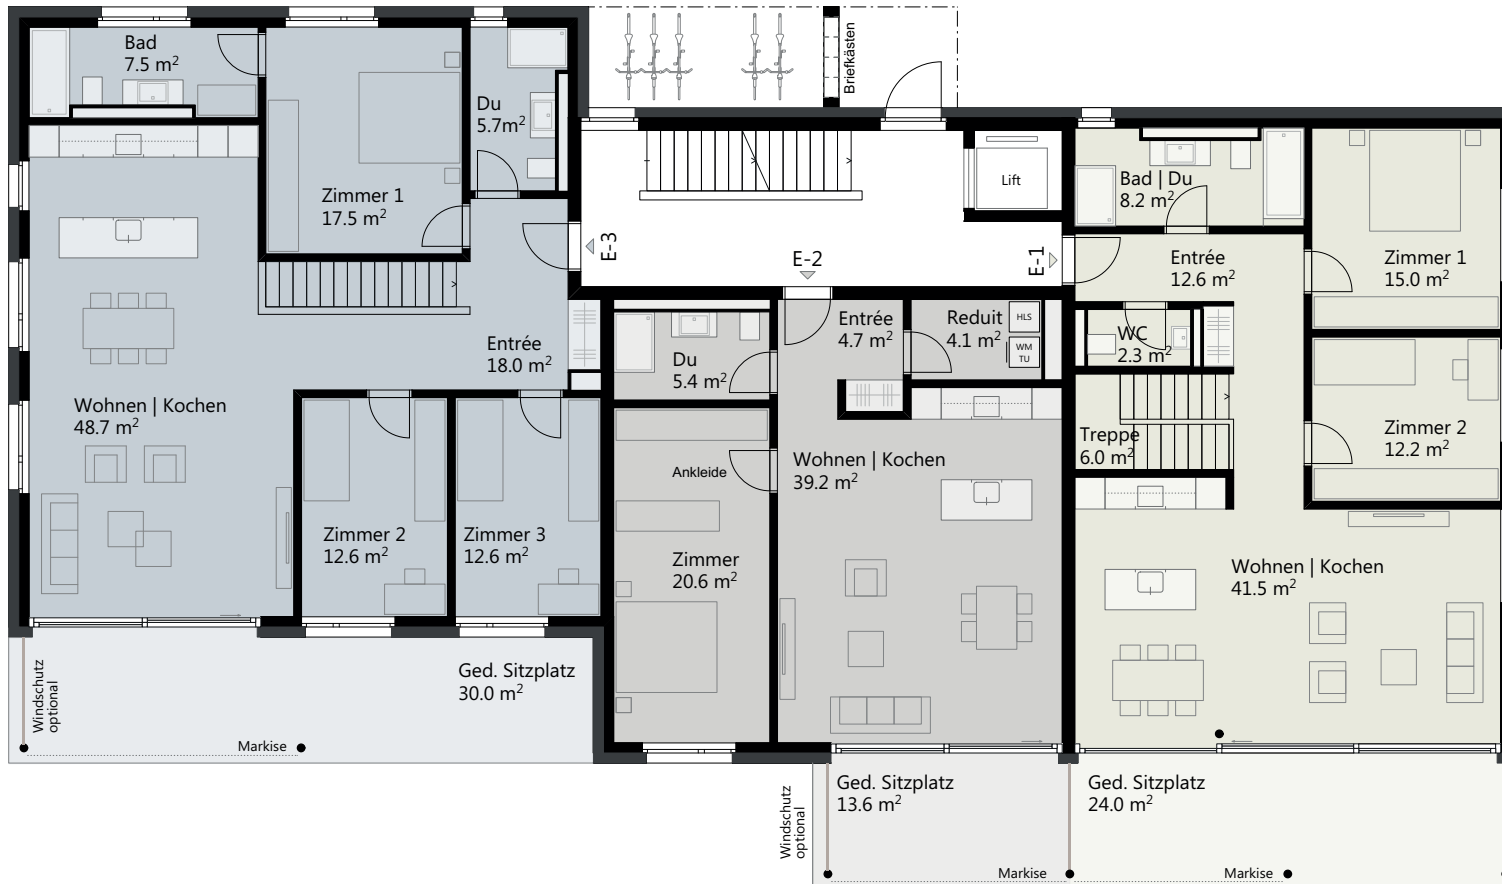 Bad
7.5 m²
Zimmer 1
17.5 m²
Du
5.7m²
Briefkästen
Lift
E-3
E-2
E-1
Bad | Du
8.2 m²
Entrée
12.6 m²
Zimmer 1
15.0 m²
Entrée
18.0 m²
Du
5.4 m²
Entrée
4.7 m²
Reduit
4.1 m²
HLS
WM
TU
WC
2.3 m²
Treppe
6.0 m²
Zimmer 2
12.2 m²
Wohnen | Kochen
48.7 m²
Zimmer 2
12.6 m²
Zimmer 3
12.6 m²
Ankleide
Zimmer
20.6 m²
Wohnen | Kochen
39.2 m²
Wohnen | Kochen
41.5 m²
Windschutz
optional
Markise
Ged. Sitzplatz
30.0 m²
Windschutz
optional
Ged. Sitzplatz
13.6 m²
Markise
Ged. Sitzplatz
24.0 m²
Markise